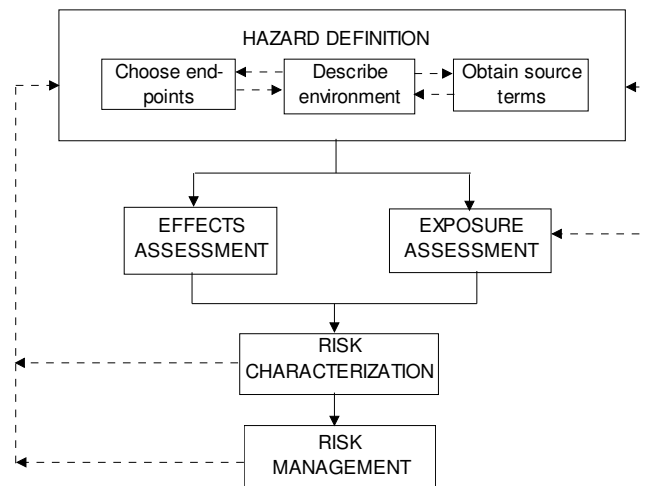 HAZARD DEFINITION
Choose end-
points
Describe
environment
Obtain source
terms
EFFECTS
ASSESSMENT
EXPOSURE
ASSESSMENT
RISK
CHARACTERIZATION
RISK
MANAGEMENT